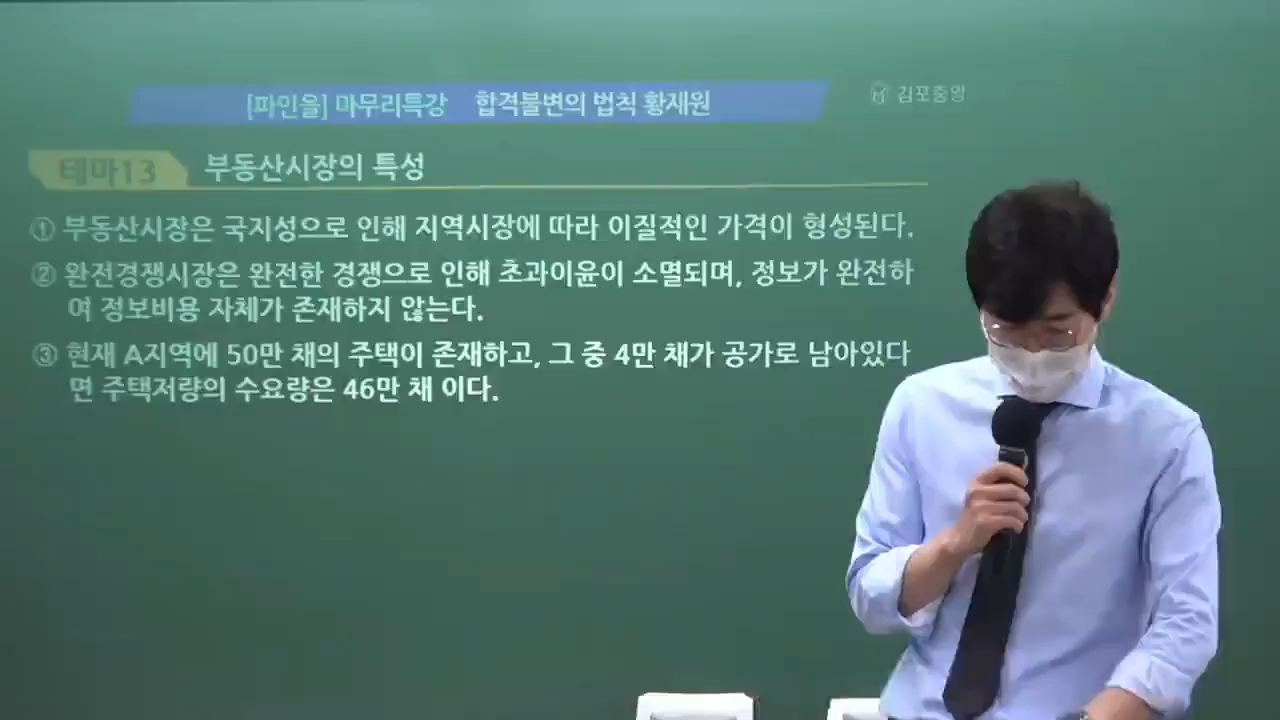 [파인을] 마무리특강 합격불변의 법칙 황재원
김포중앙
테마13 부동산시장의 특성
① 부동산시장은 국지성으로 인해 지역시장에 따라 이질적인 가격이 형성된다.
② 완전경쟁시장은 완전한 경쟁으로 인해 초과이윤이 소멸되며, 정보가 완전하
여 정보비용 자체가 존재하지 않는다.
③ 현재 A지역에 50만 채의 주택이 존재하고, 그 중 4만 채가 공가로 남아있다
면 주택저량의 수요량은 46만 채 이다.